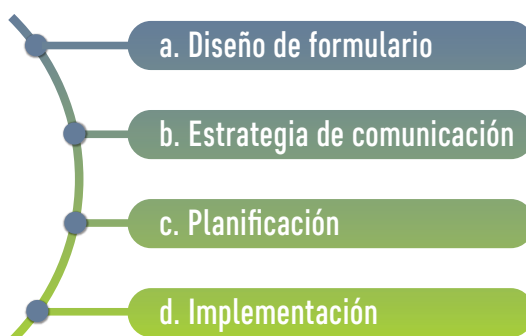 a. Diseño de formulario
b. Estrategia de comunicación
c. Planificación
d. Implementación